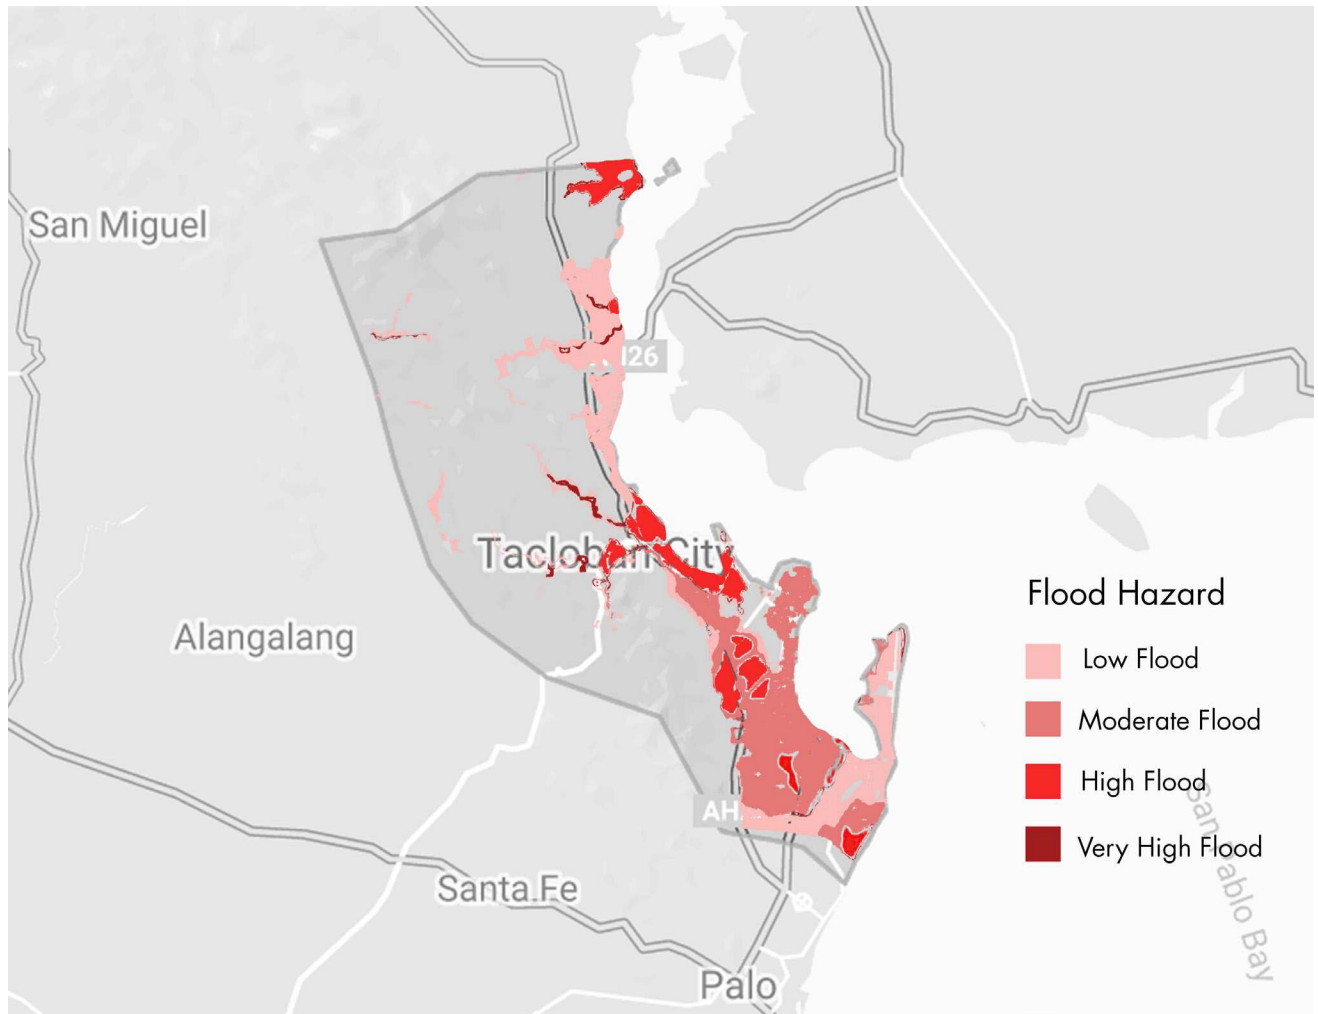 San Miguel
126
Tacloban City
Flood Hazard
Alangalang
Low Flood
Moderate Flood
High Flood
AH
Very High Flood
San Pablo Bay
Santa Fe
Palo